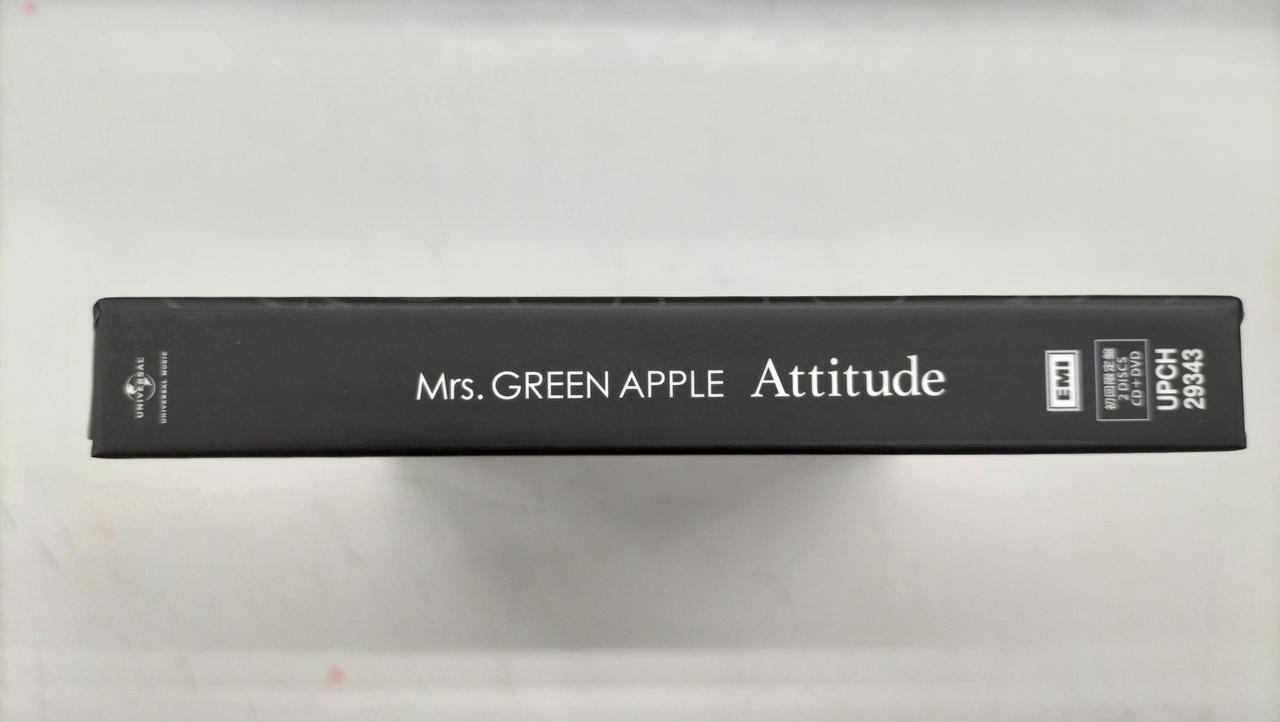 UNIVERSAL
UNIVERSAL MUSIC
Mrs. GREEN APPLE Attitude
EMI
初回限定盤
2 DISCS
CD+DVD
UPCH
29343